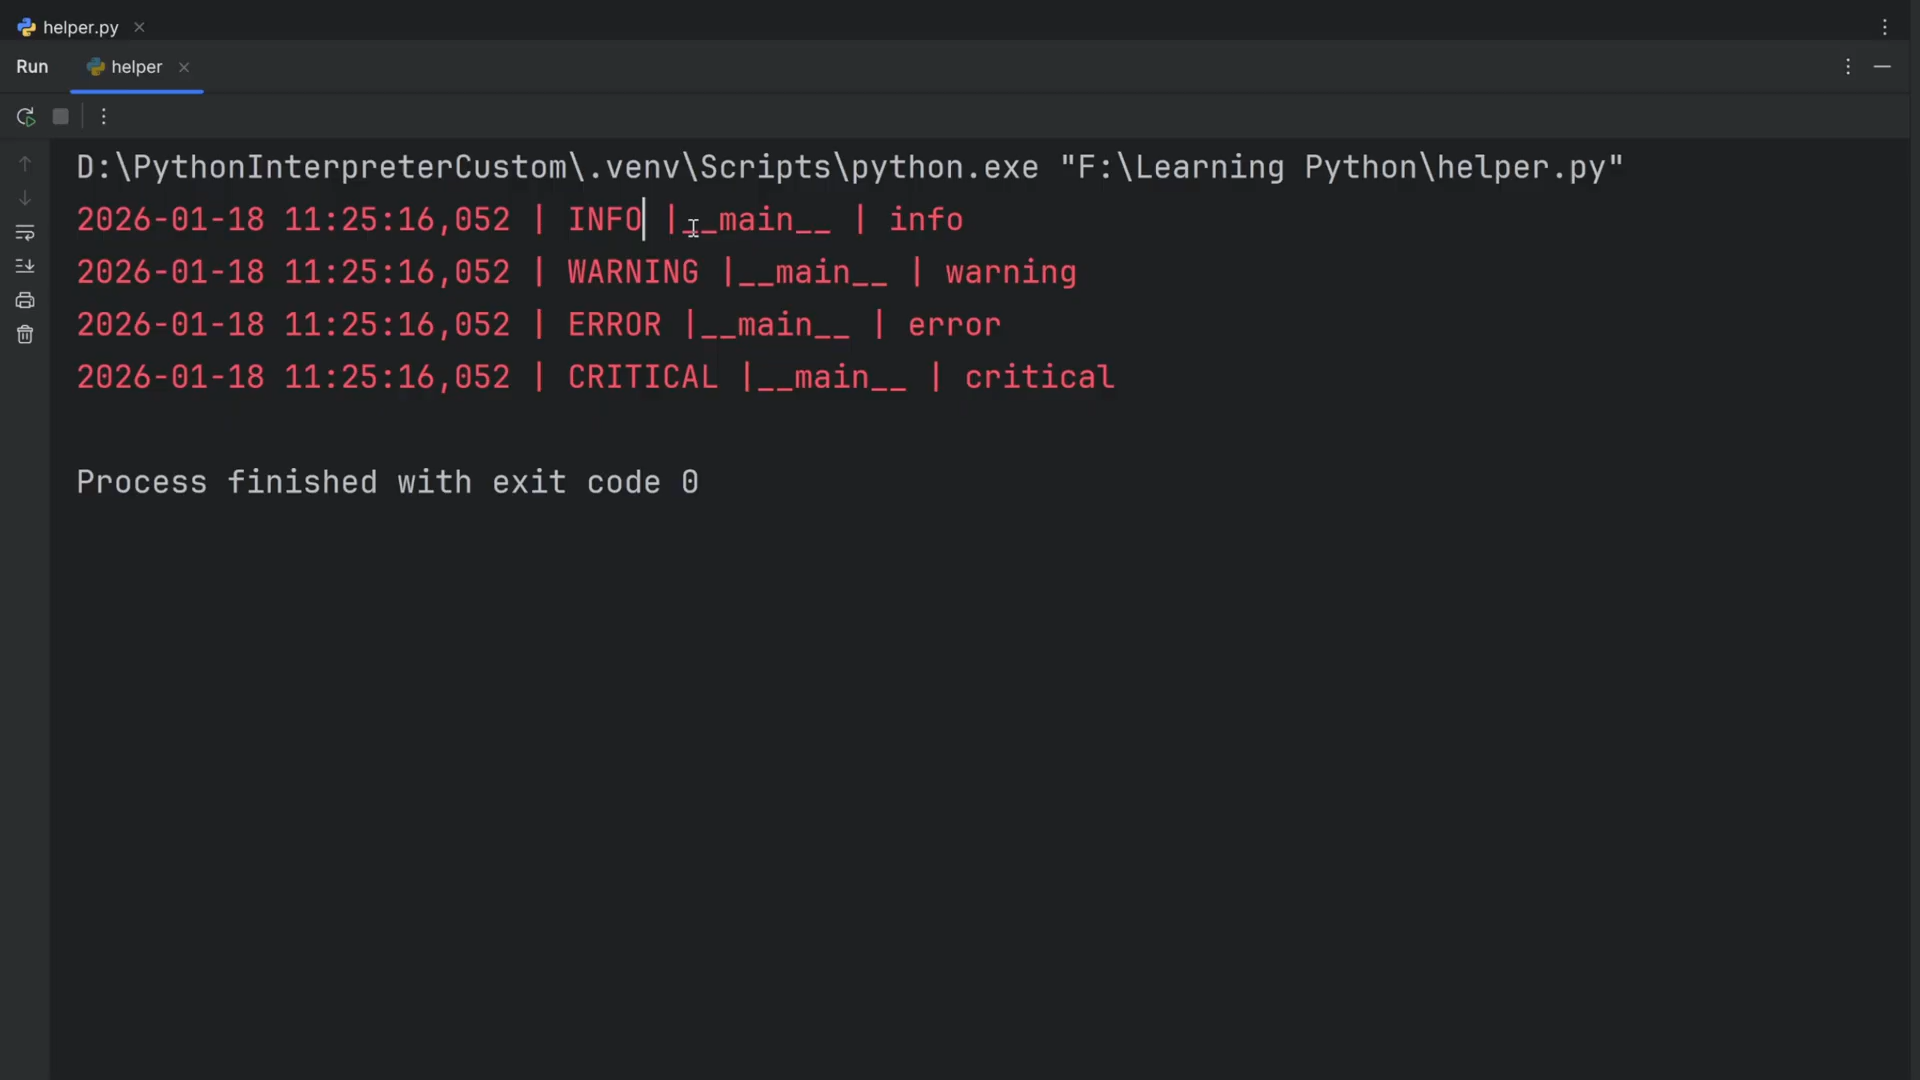 helper.py
Run helper
D:\PythonInterpreterCustom\.venv\Scripts\python.exe "F:\Learning Python\helper.py"
2026-01-18 11:25:16,052 | INFO |__main__ | info
2026-01-18 11:25:16,052 | WARNING |__main__ | warning
2026-01-18 11:25:16,052 | ERROR |__main__ | error
2026-01-18 11:25:16,052 | CRITICAL |__main__ | critical
Process finished with exit code 0